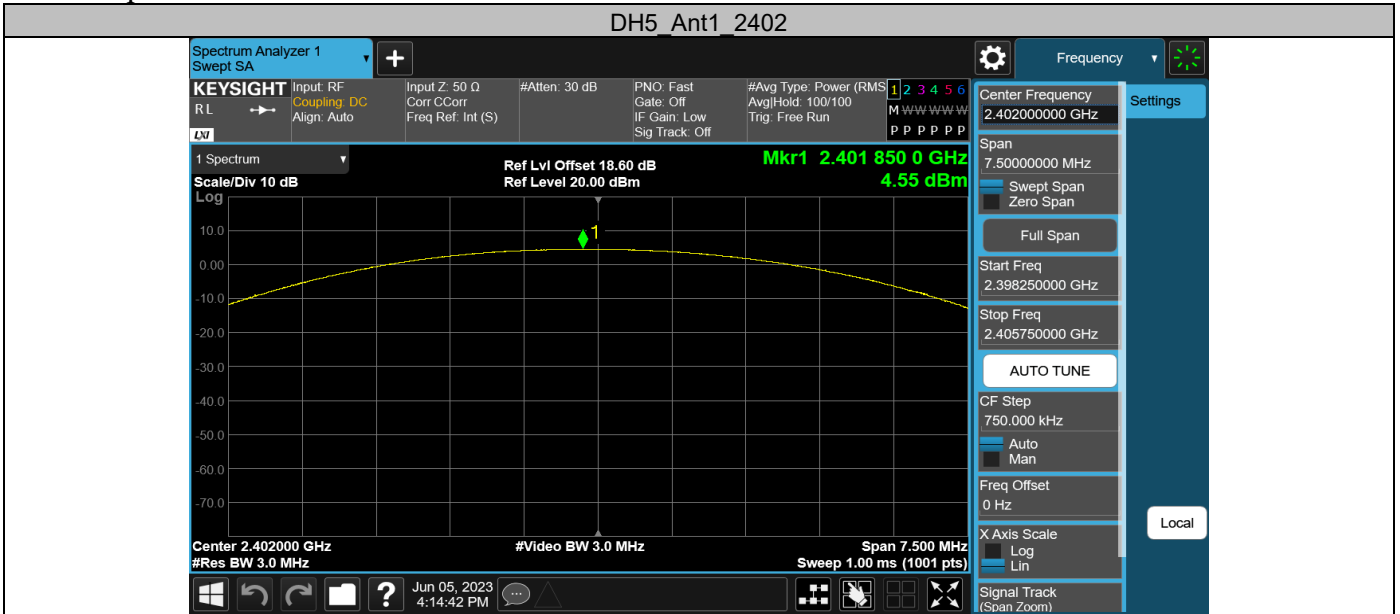 DH5_Ant1_2402
Spectrum Analyzer 1
Swept SA
+
Frequency
KEYSIGHT
RL
LXI
Input: RF
Coupling: DC
Align: Auto
Input Z: 50 Ω
Corr CCorr
Freq Ref: Int (S)
#Atten: 30 dB
PNO: Fast
Gate: Off
IF Gain: Low
Sig Track: Off
#Avg Type: Power (RMS
Avg|Hold: 100/100
Trig: Free Run
1 2 3 4 5 6
M W W W W W
P P P P P P
1 Spectrum
Scale/Div 10 dB
Log
Ref Lvl Offset 18.60 dB
Ref Level 20.00 dBm
Mkr1 2.401 850 0 GHz
4.55 dBm
1
10.0
0.00
-10.0
-20.0
-30.0
-40.0
-50.0
-60.0
-70.0
Center 2.402000 GHz
#Res BW 3.0 MHz
#Video BW 3.0 MHz
Span 7.500 MHz
Sweep 1.00 ms (1001 pts)
Center Frequency
2.402000000 GHz
Span
7.50000000 MHz
Swept Span
Zero Span
Full Span
Start Freq
2.398250000 GHz
Stop Freq
2.405750000 GHz
AUTO TUNE
CF Step
750.000 kHz
Auto
Man
Freq Offset
0 Hz
X Axis Scale
Log
Lin
Signal Track
(Span Zoom)
Settings
Local
?
Jun 05, 2023
4:14:42 PM